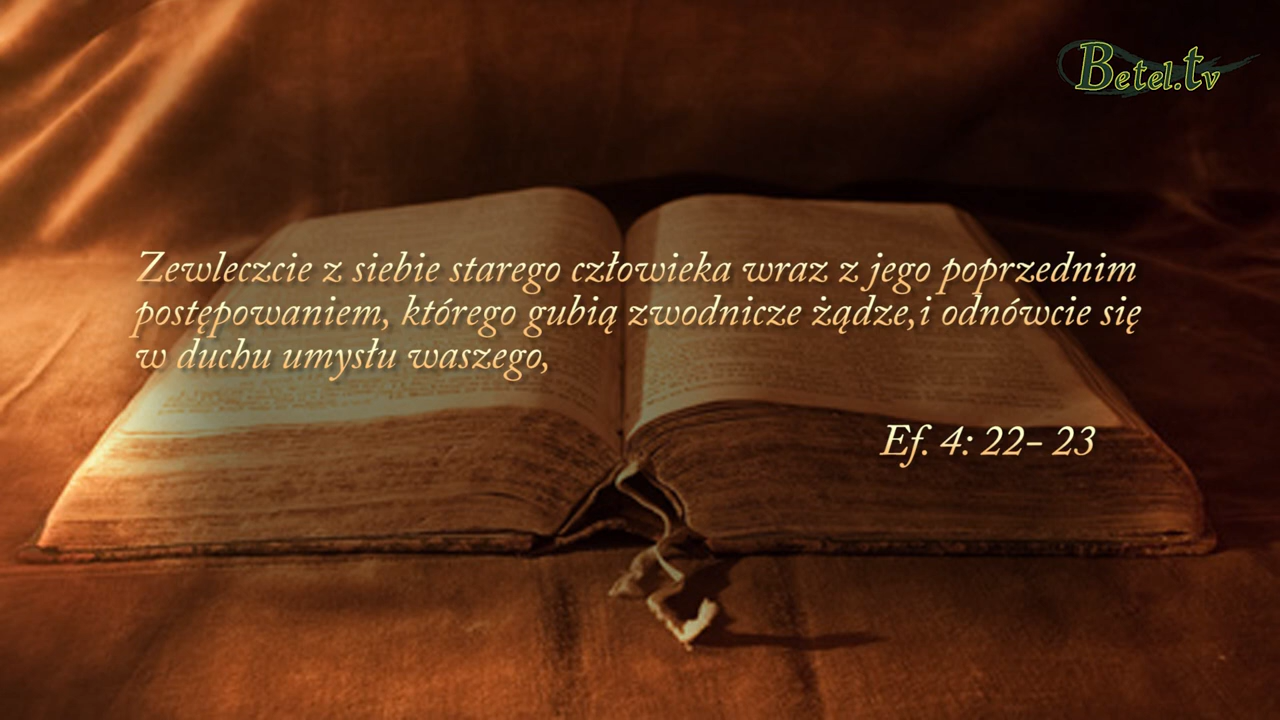 Betel.tv
Zewleczcie z siebie starego człowieka wraz z jego poprzednim
postępowaniem, którego gubią zwodnicze żądze,i odnówcie się
w duchu umysłu waszego,
Ef. 4: 22- 23